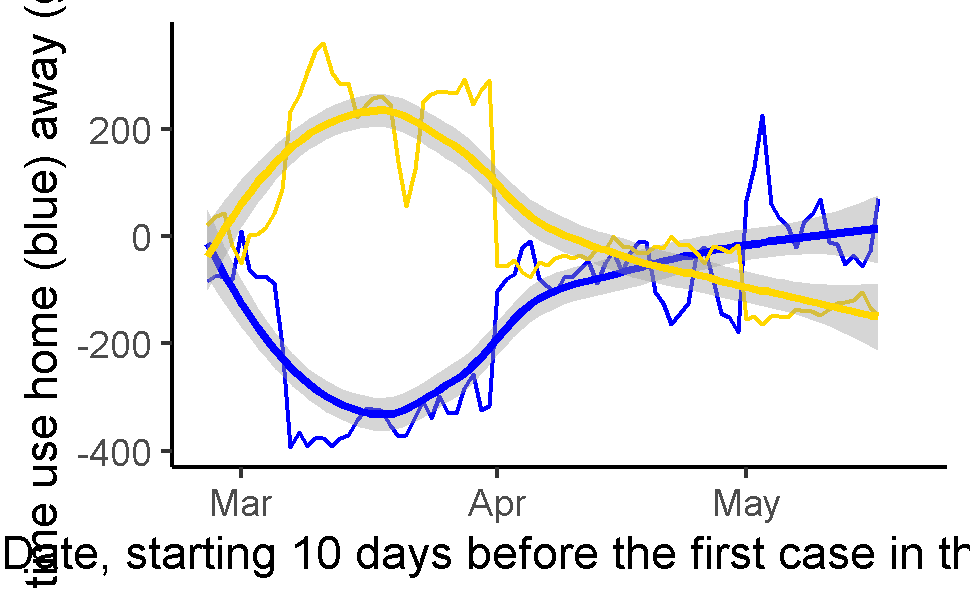 time use home (blue) away (
200
0
-200
-400
Mar Apr May
Date, starting 10 days before the first case in th